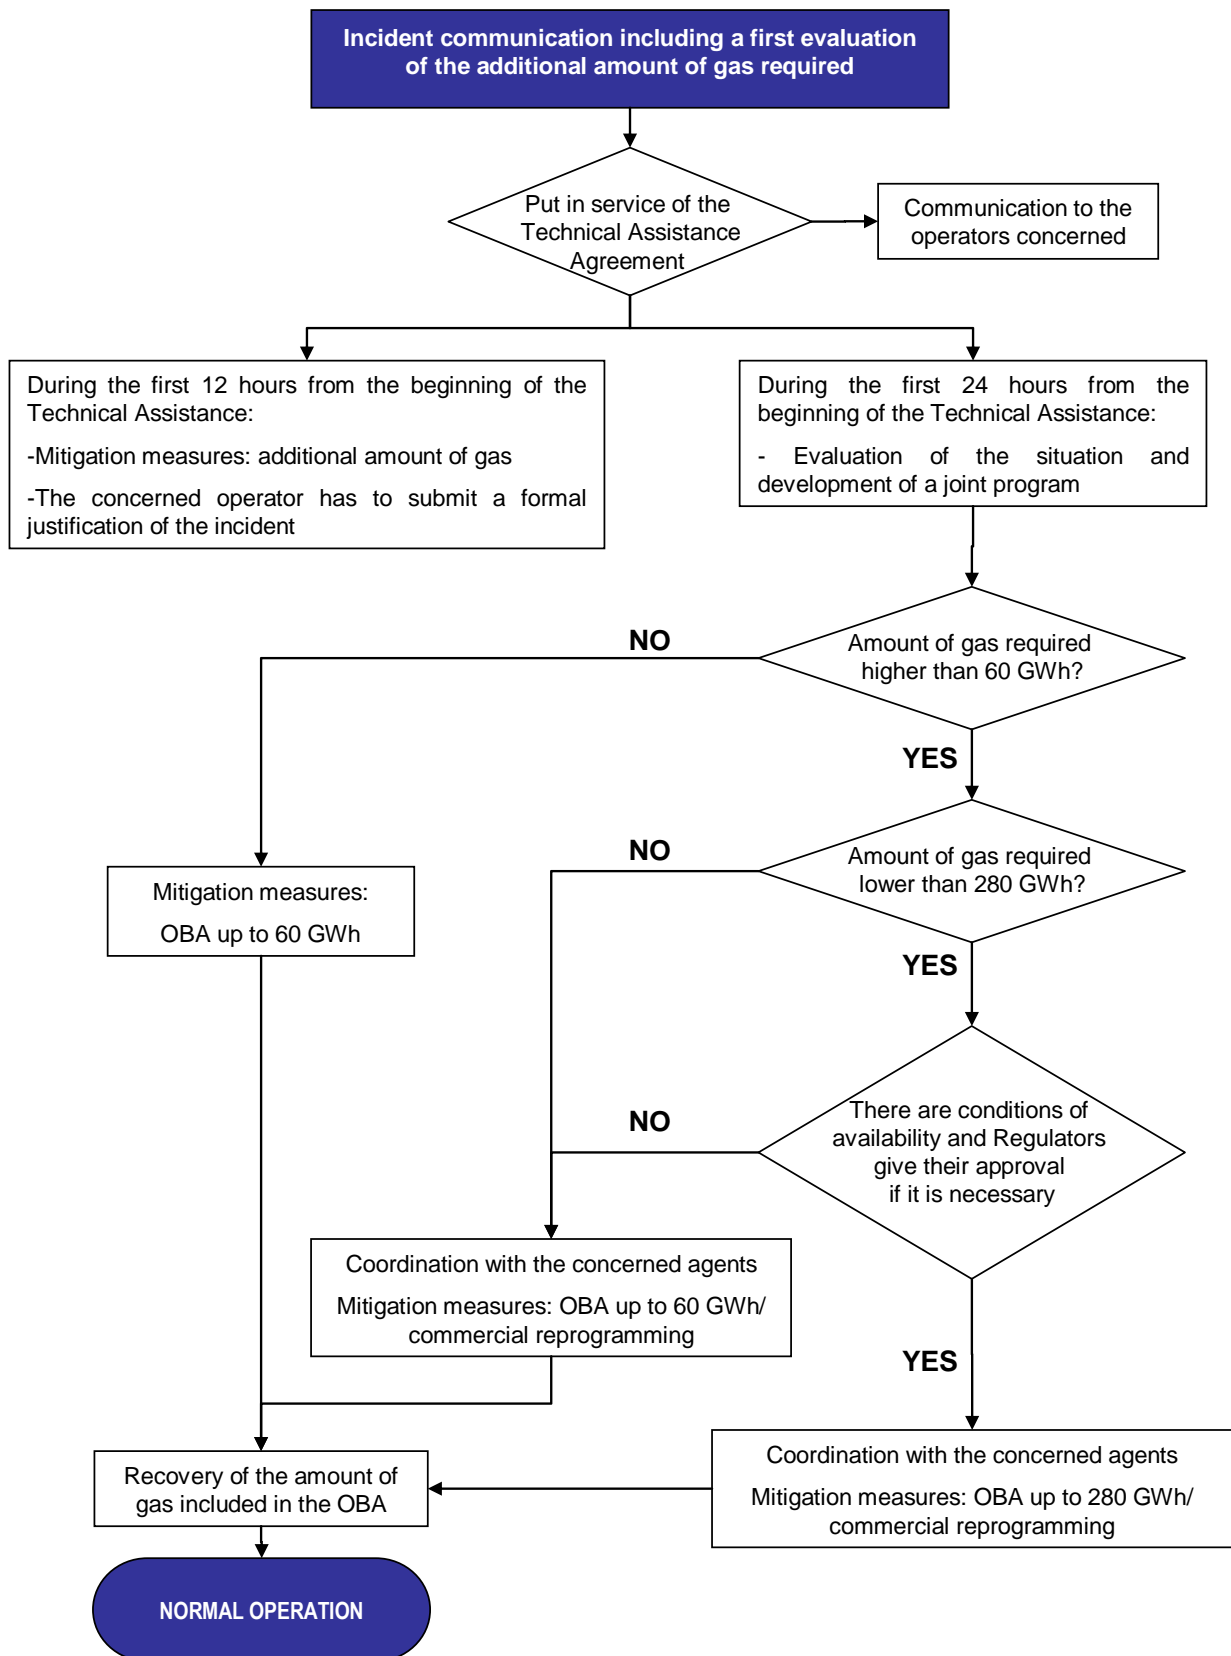 Incident communication including a first evaluation
of the additional amount of gas required
Put in service of the
Technical Assistance
Agreement
Communication to the
operators concerned
During the first 12 hours from the beginning of the
Technical Assistance:
-Mitigation measures: additional amount of gas
-The concerned operator has to submit a formal
justification of the incident
During the first 24 hours from the
beginning of the Technical Assistance:
- Evaluation of the situation and
development of a joint program
Amount of gas required
higher than 60 GWh?
NO
YES
Amount of gas required
lower than 280 GWh?
NO
YES
Mitigation measures:
OBA up to 60 GWh
There are conditions of
availability and Regulators
give their approval
if it is necessary
NO
YES
Coordination with the concerned agents
Mitigation measures: OBA up to 60 GWh/
commercial reprogramming
Coordination with the concerned agents
Mitigation measures: OBA up to 280 GWh/
commercial reprogramming
Recovery of the amount of
gas included in the OBA
NORMAL OPERATION